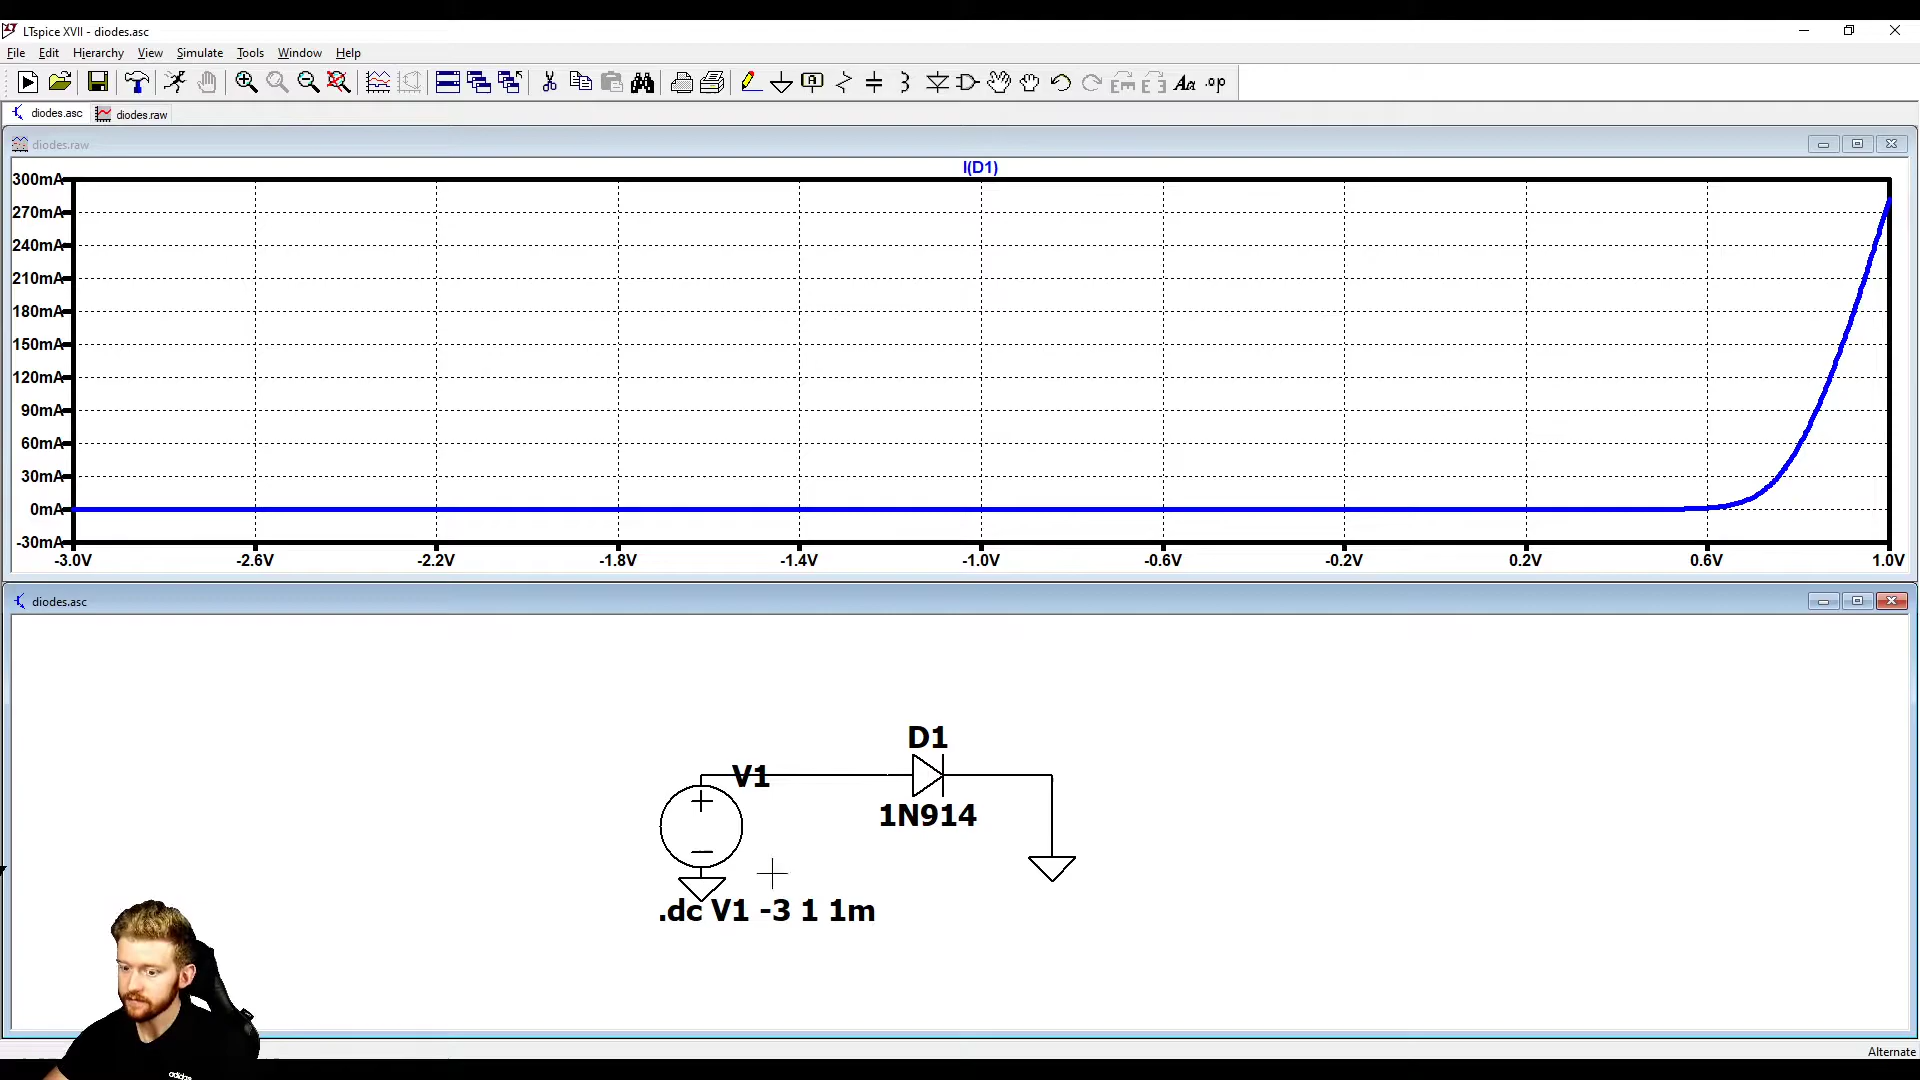 LTspice XVII - diodes.asc
File Edit Hierarchy View Simulate Tools Window Help
diodes.asc diodes.raw
diodes.raw
I(D1)
300mA
270mA
240mA
210mA
180mA
150mA
120mA
90mA
60mA
30mA
0mA
-30mA
-3.0V -2.6V -2.2V -1.8V -1.4V -1.0V -0.6V -0.2V 0.2V 0.6V 1.0V
diodes.asc
D1
V1
1N914
.dc V1 -3 1 1m
adidas
Alternate